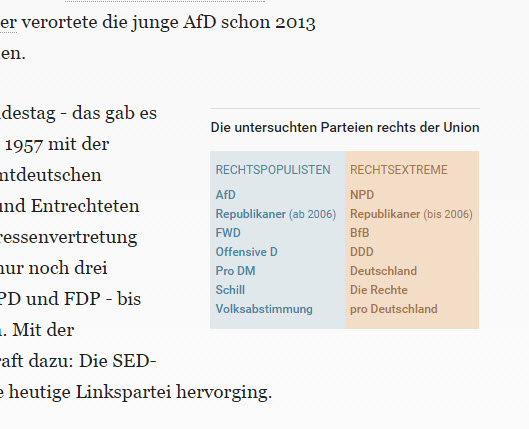 er verortete die junge AfD schon 2013
en.
destag - das gab es
1957 mit der
mtdeutschen
und Entrechteten
ressenvertretung
nur noch drei
PD und FDP - bis
. Mit der
raft dazu: Die SED-
e heutige Linkspartei hervorging.
Die untersuchten Parteien rechts der Union
RECHTSPOPULISTEN
AfD
Republikaner (ab 2006)
FWD
Offensive D
Pro DM
Schill
Volksabstimmung
RECHTSEXTREME
NPD
Republikaner (bis 2006)
BfB
DDD
Deutschland
Die Rechte
pro Deutschland